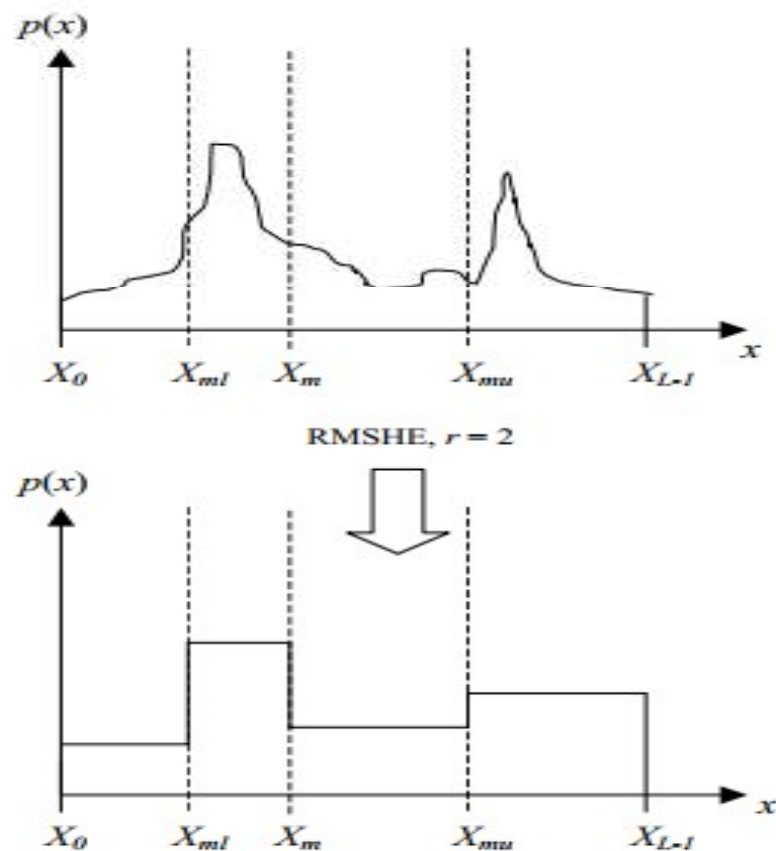 p(x)
x
X0 Xml Xm Xmu XL-1
RMSHE, r = 2
p(x)
x
X0 Xml Xm Xmu XL-1